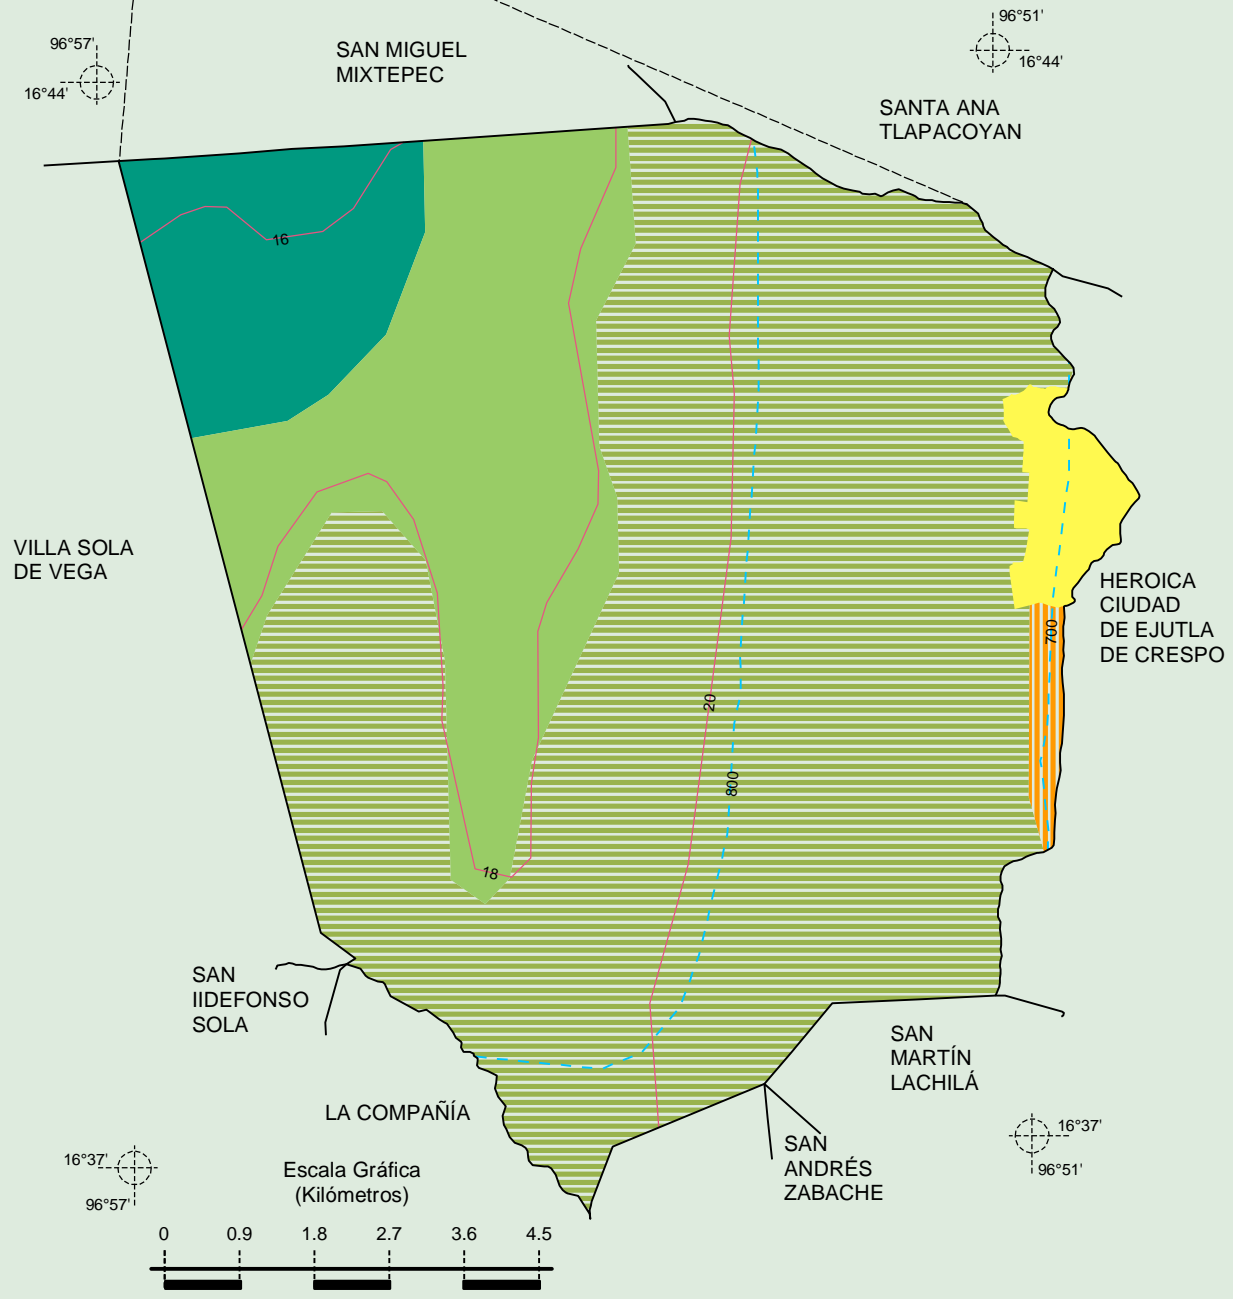 96°51'
96°57'
SAN MIGUEL
MIXTEPEC
16°44'
16°44'
SANTA ANA
TLAPACOYAN
16
VILLA SOLA
DE VEGA
HEROICA
CIUDAD
DE EJUTLA
DE CRESPO
700
20
800
18
SAN
IIDEFONSO
SOLA
SAN
MARTÍN
LACHILÁ
LA COMPAÑÍA
SAN
ANDRÉS
ZABACHE
16°37'
96°51'
16°37'
96°57'
Escala Gráfica
(Kilómetros)
0 0.9 1.8 2.7 3.6 4.5